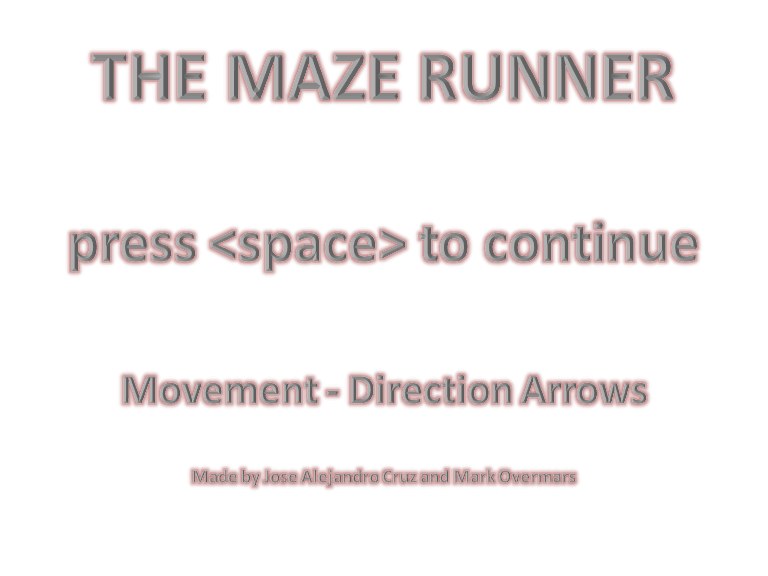 THE MAZE RUNNER
press <space> to continue
Movement - Direction Arrows
Made by Jose Alejandro Cruz and Mark Overmars